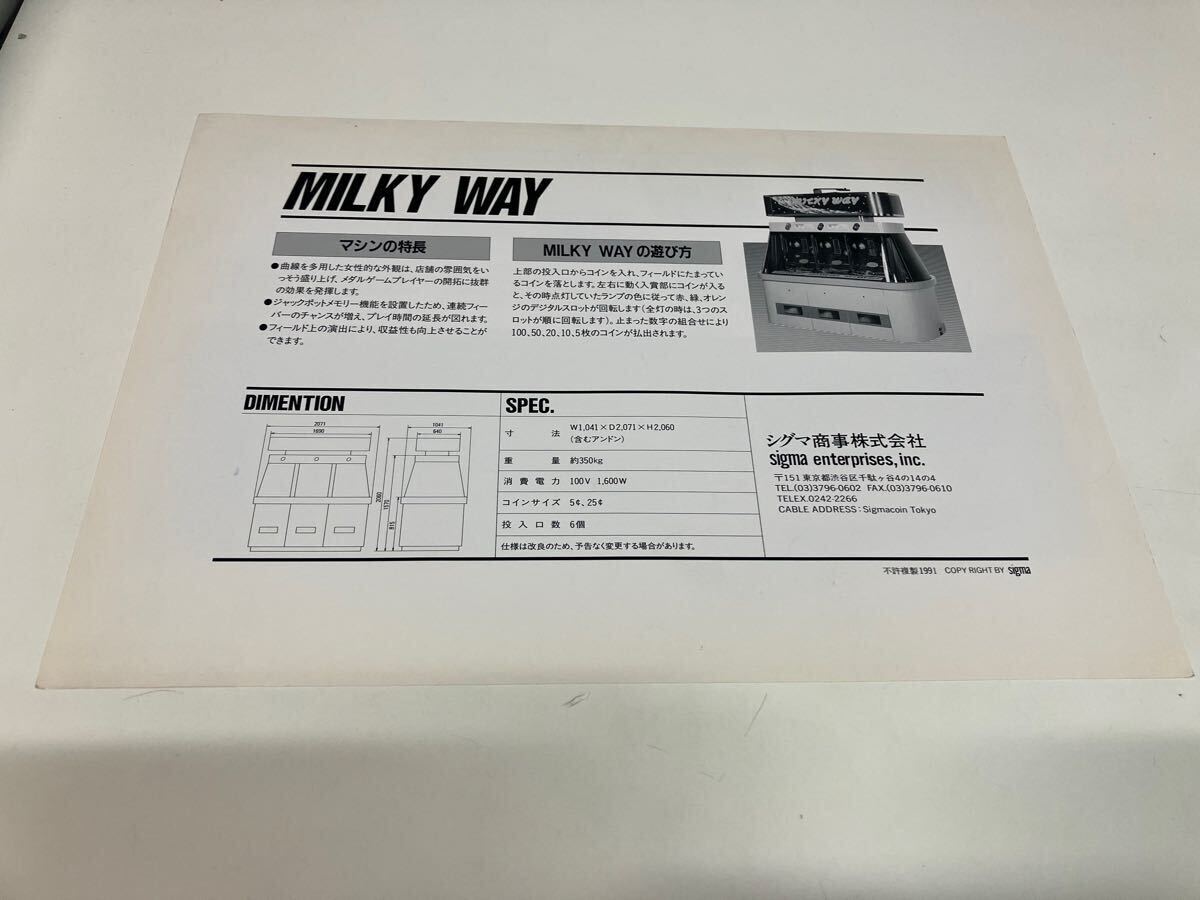 MILKY WAY
マシンの特長
●曲線を多用した女性的な外観は、店舗の雰囲気をい
っそう盛り上げ、メダルゲームプレイヤーの開拓に抜群
の効果を発揮します。
●ジャックポットメモリー機能を設置したため、連続フィー
バーのチャンスが増え、プレイ時間の延長が図れます。
●フィールド上の演出により、収益性も向上させることが
できます。
MILKY WAYの遊び方
上部の投入口からコインを入れ、フィールドにたまってい
るコインを落とします。左右に動く入賞部にコインが入る
と、その時点灯していたランプの色に従って赤、緑、オレン
ジのデジタルスロットが回転します(全灯の時は、3つのス
ロットが順に回転します)。止まった数字の組合せにより
100、50、20、10、5枚のコインが払出されます。
MILKY WAY
DIMENTION
2071
1690
1041
640
2060
1570
815
SPEC.
寸法 W1,041×D2,071×H2,060
(含むアンドン)
重量 約350kg
消費電力 100V 1,600W
コインサイズ 5¢、25¢
投入口数 6個
仕様は改良のため、予告なく変更する場合があります。
シグマ商事株式会社
sigma enterprises, inc.
〒151 東京都渋谷区千駄ヶ谷4の14の4
TEL.(03)3796-0602 FAX.(03)3796-0610
TELEX.0242-2266
CABLE ADDRESS:Sigmacoin Tokyo
不許複製1991 COPY RIGHT BY sigma